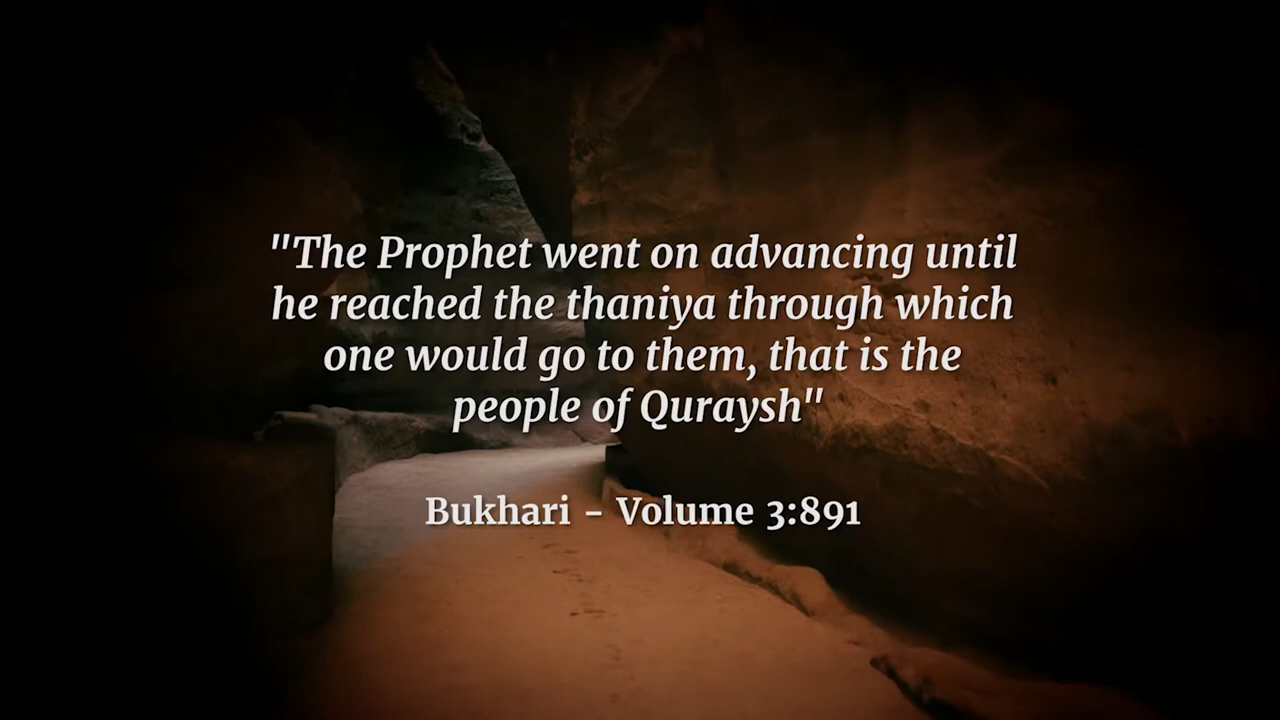 "The Prophet went on advancing until
he reached the thaniya through which
one would go to them, that is the
people of Quraysh"
Bukhari - Volume 3:891